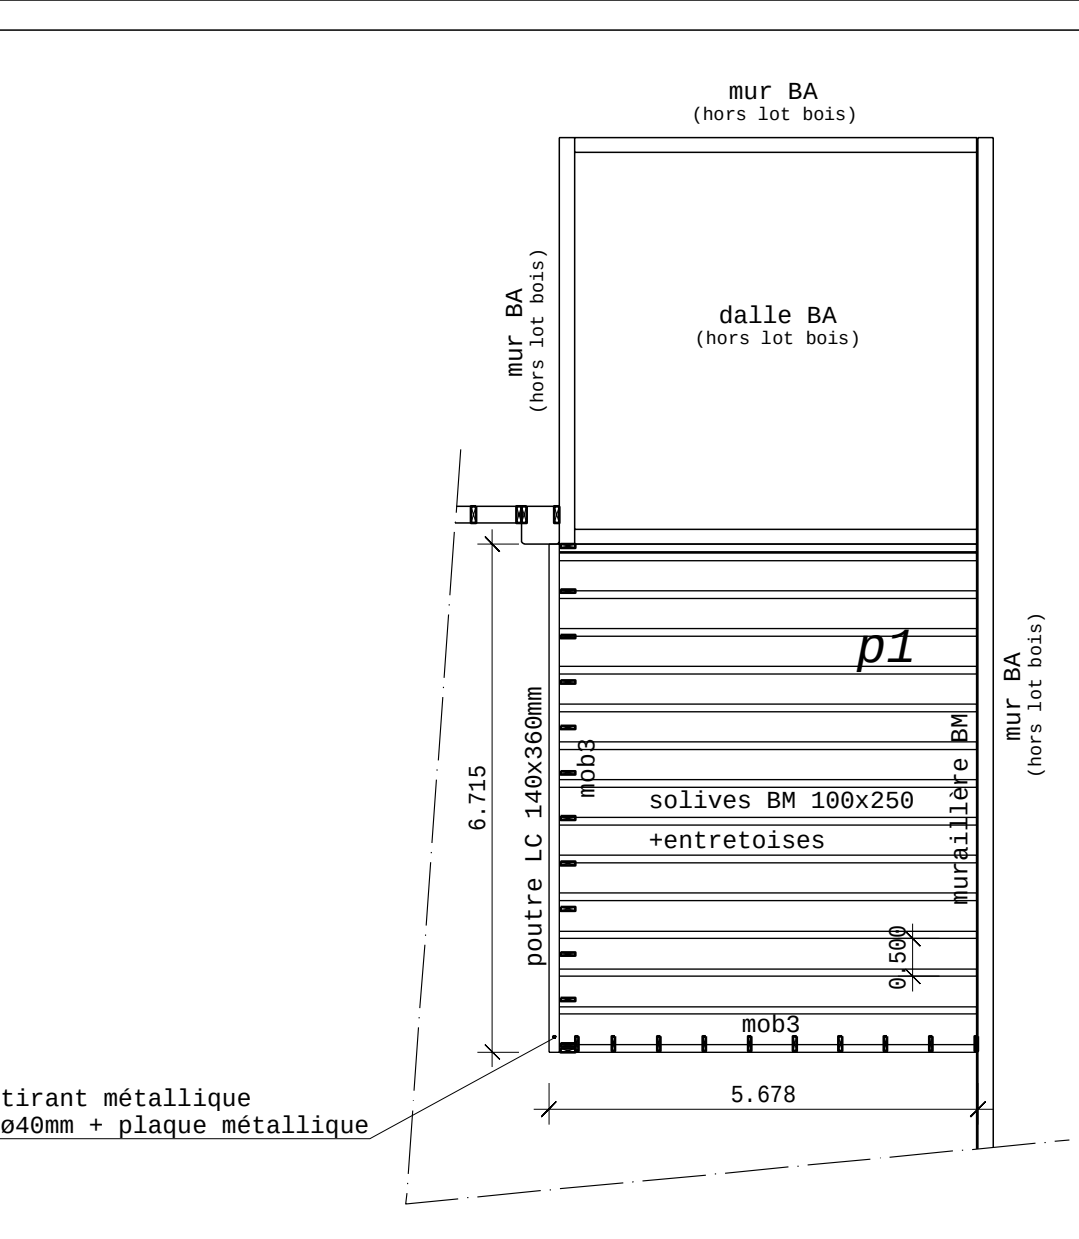 mur BA
(hors lot bois)
mur BA
(hors lot bois)
dalle BA
(hors lot bois)
p1
mur BA
(hors lot bois)
poutre LC 140x360mm
mob3
6.715
muraillère BM
solives BM 100x250
+entretoises
0.500
mob3
5.678
tirant métallique
ø40mm + plaque métallique